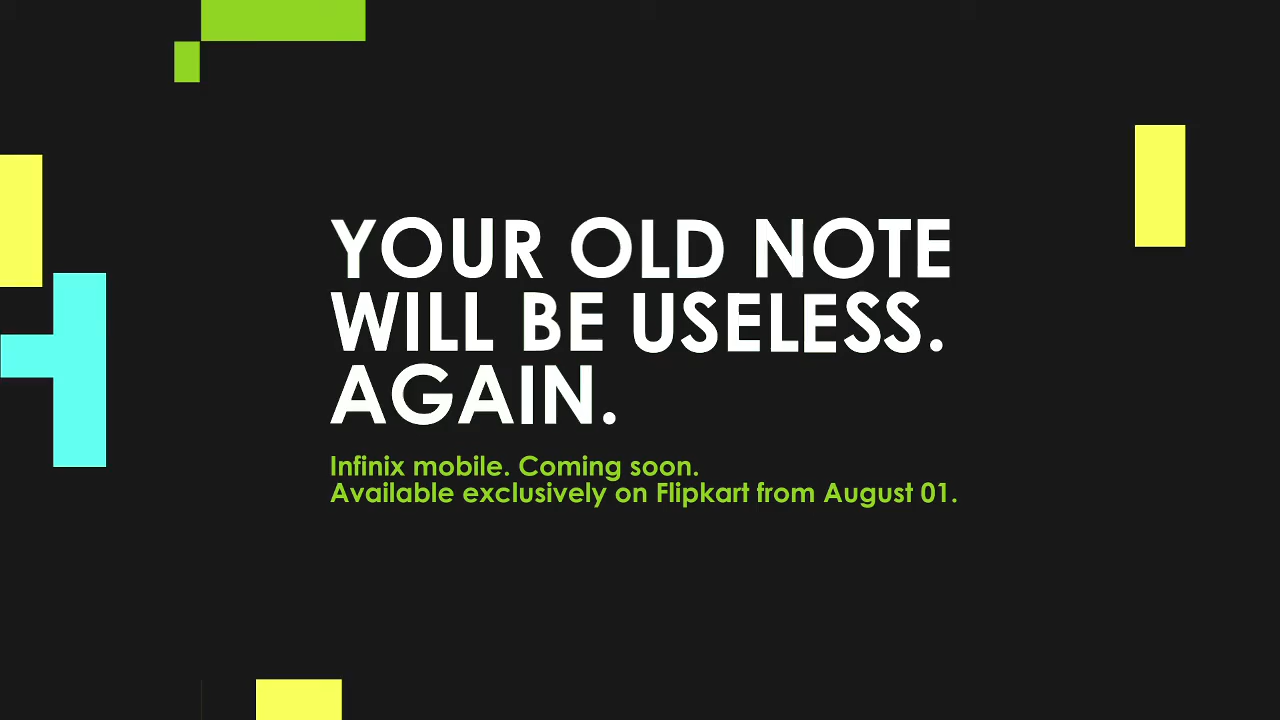 YOUR OLD NOTE
WILL BE USELESS.
AGAIN.
Infinix mobile. Coming soon.
Available exclusively on Flipkart from August 01.